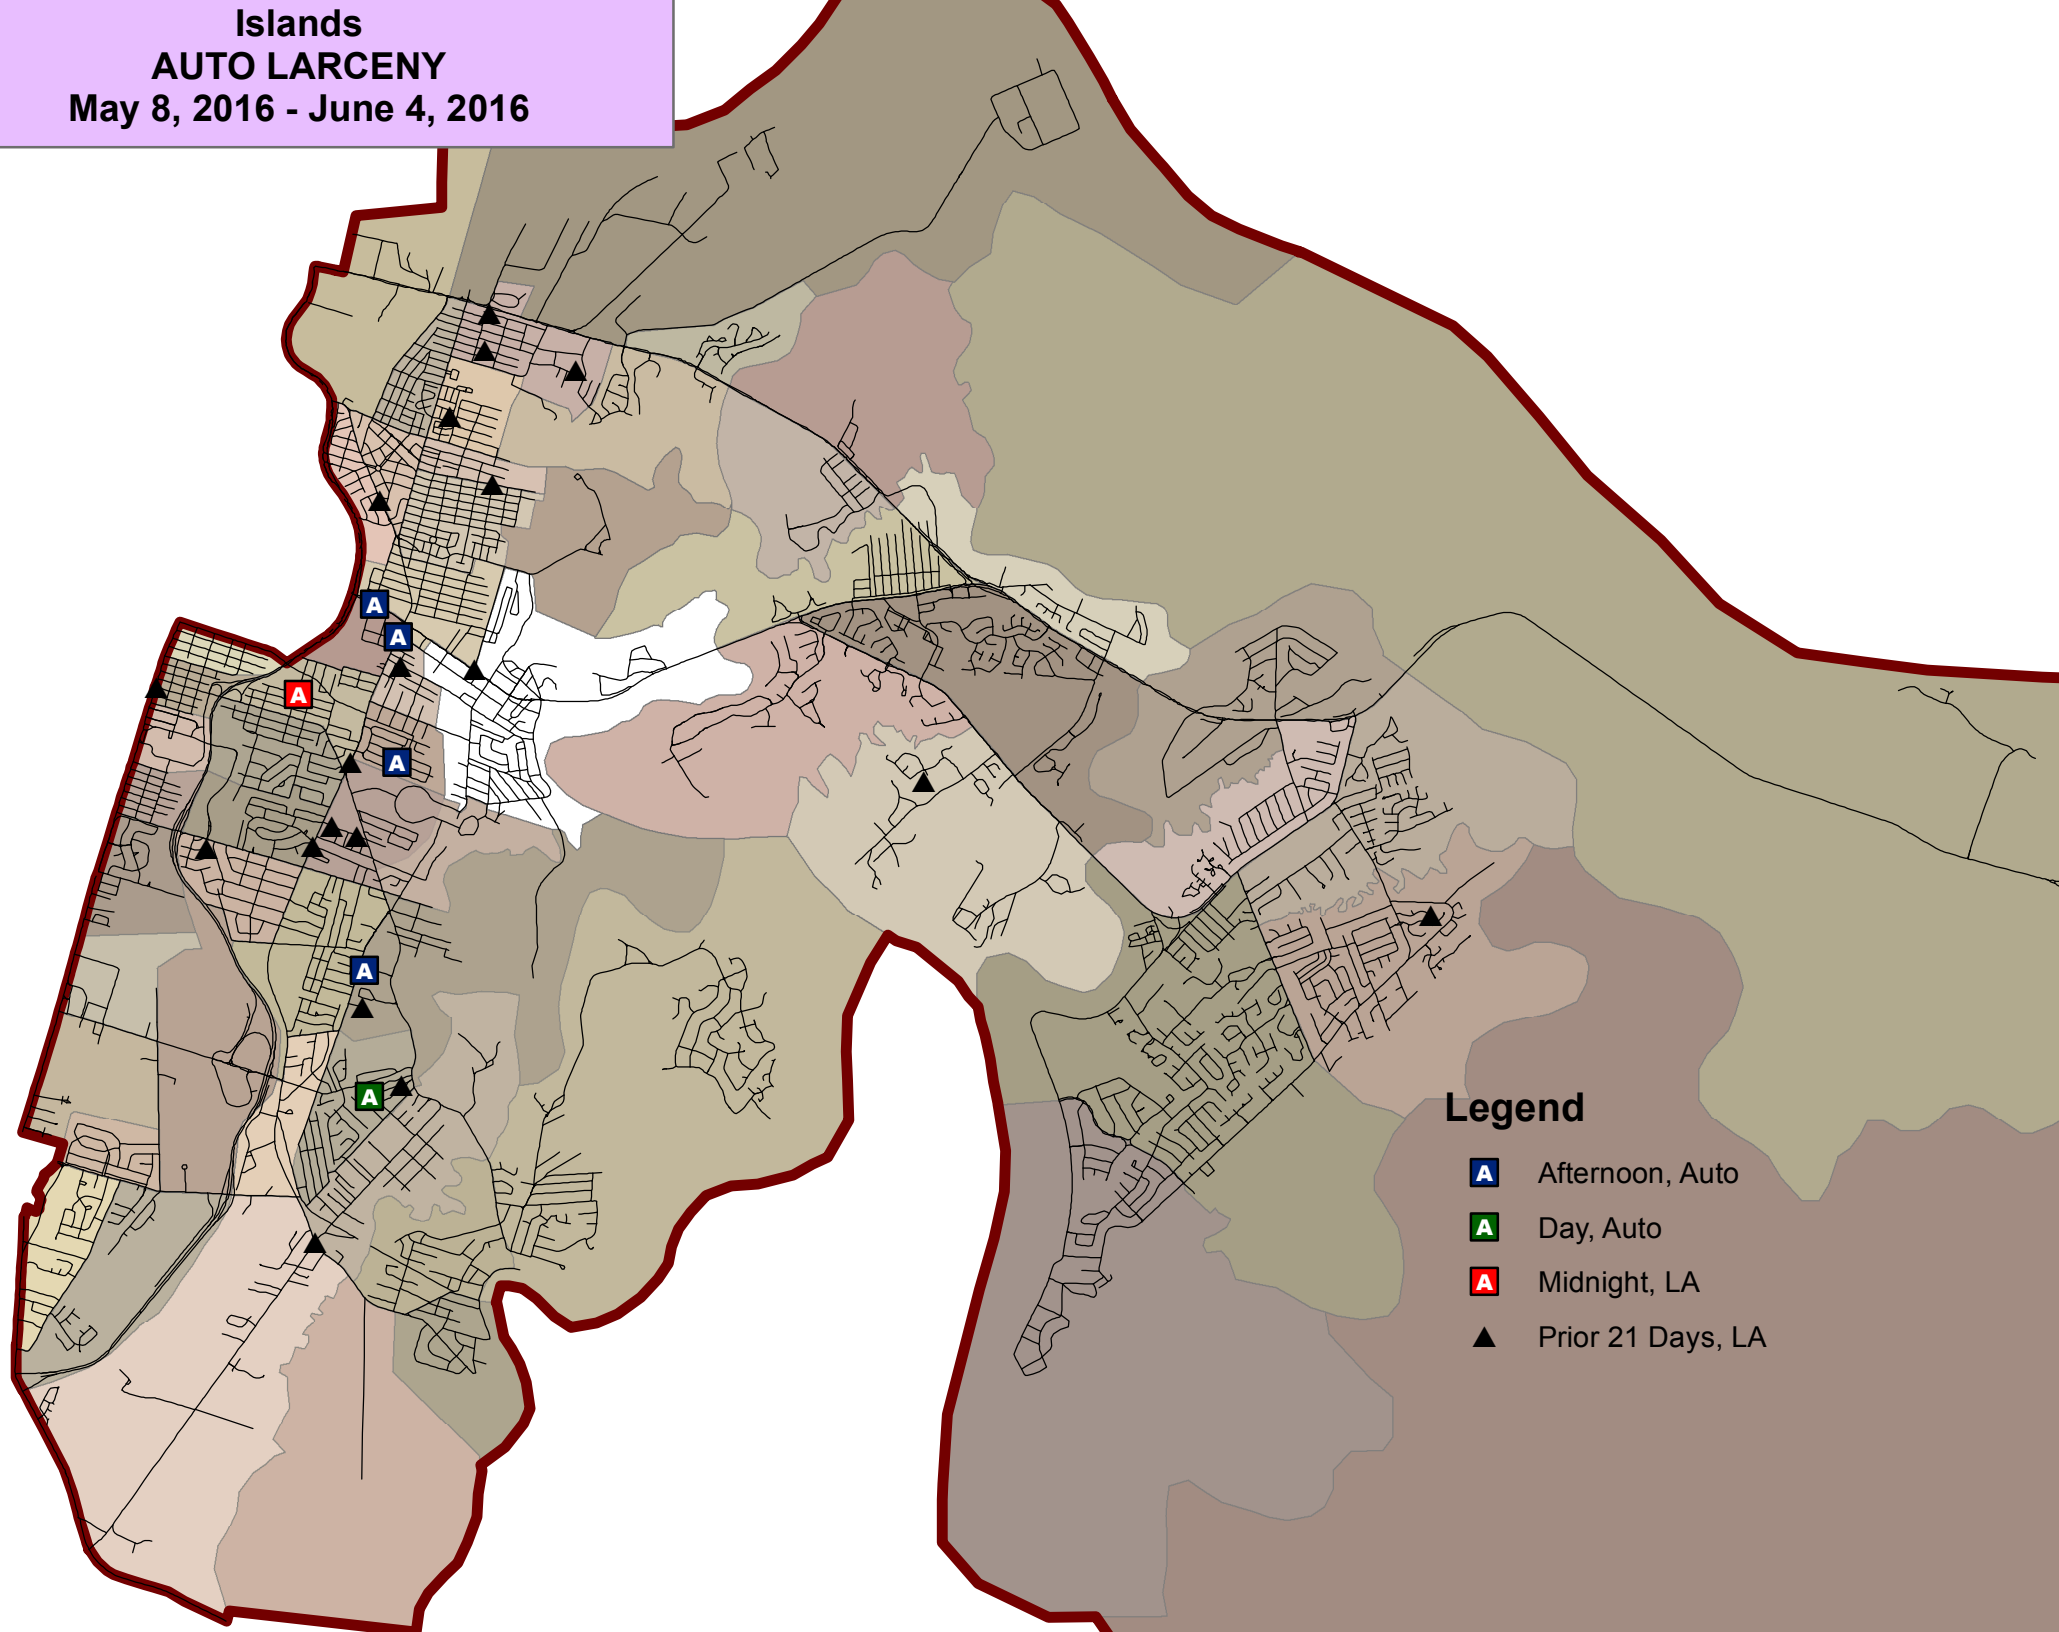 Islands
AUTO LARCENY
May 8, 2016 - June 4, 2016
A
A
A
A
A
A
Legend
A Afternoon, Auto
A Day, Auto
A Midnight, LA
Prior 21 Days, LA